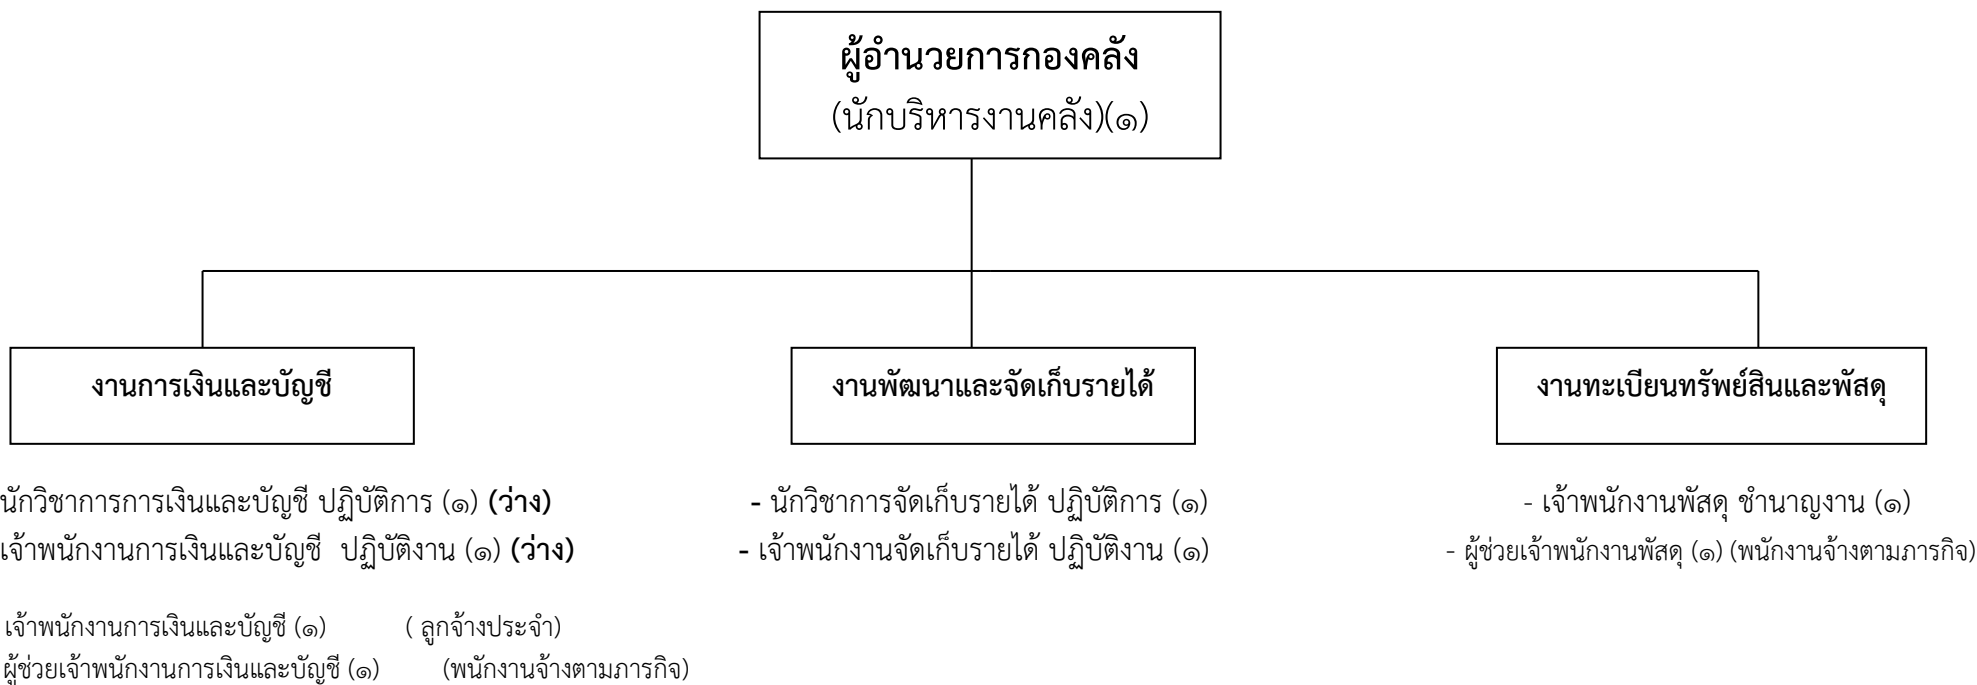 ผู้อำนวยการกองคลัง
(นักบริหารงานคลัง)(๑)
งานการเงินและบัญชี
งานพัฒนาและจัดเก็บรายได้
งานทะเบียนทรัพย์สินและพัสดุ
นักวิชาการการเงินและบัญชี ปฏิบัติการ (๑) (ว่าง)
เจ้าพนักงานการเงินและบัญชี ปฏิบัติงาน (๑) (ว่าง)
เจ้าพนักงานการเงินและบัญชี (๑) ( ลูกจ้างประจำ)
ผู้ช่วยเจ้าพนักงานการเงินและบัญชี (๑) (พนักงานจ้างตามภารกิจ)
- นักวิชาการจัดเก็บรายได้ ปฏิบัติการ (๑)
- เจ้าพนักงานจัดเก็บรายได้ ปฏิบัติงาน (๑)
- เจ้าพนักงานพัสดุ ชำนาญงาน (๑)
- ผู้ช่วยเจ้าพนักงานพัสดุ (๑) (พนักงานจ้างตามภารกิจ)